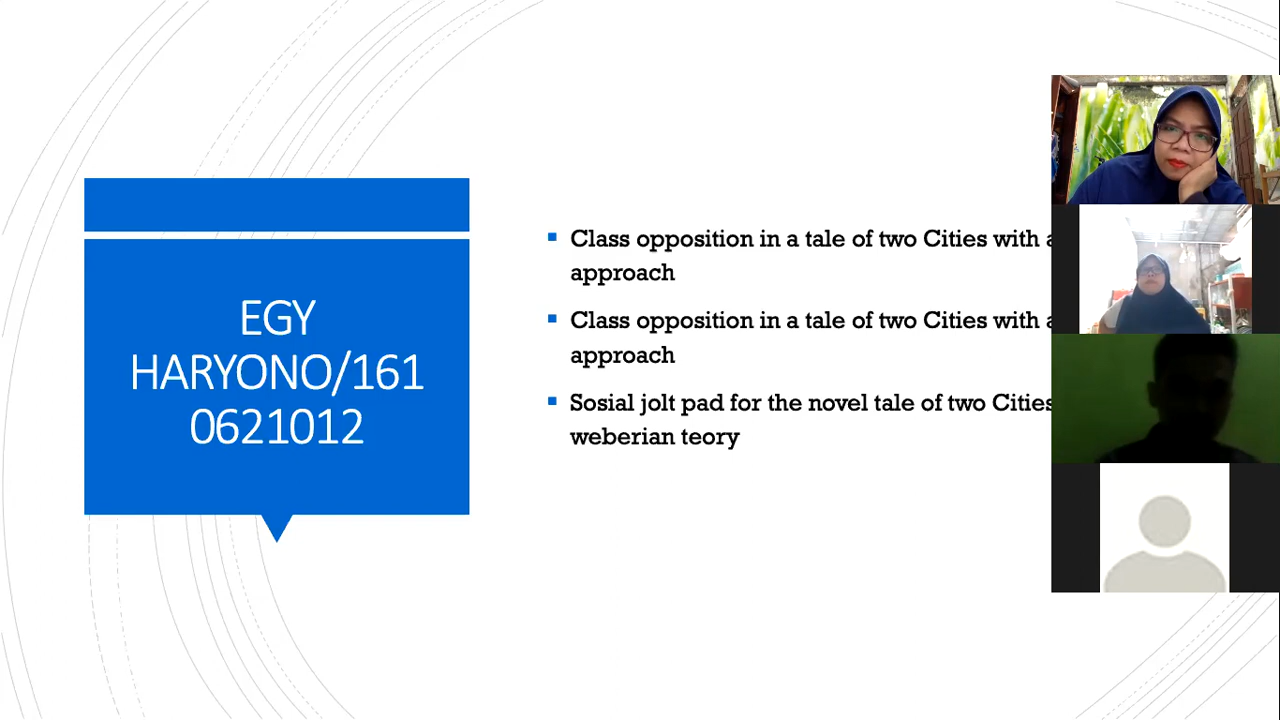 EGY
HARYONO/161
0621012
Class opposition in a tale of two Cities with
approach
Class opposition in a tale of two Cities with
approach
Sosial jolt pad for the novel tale of two Cities
weberian teory